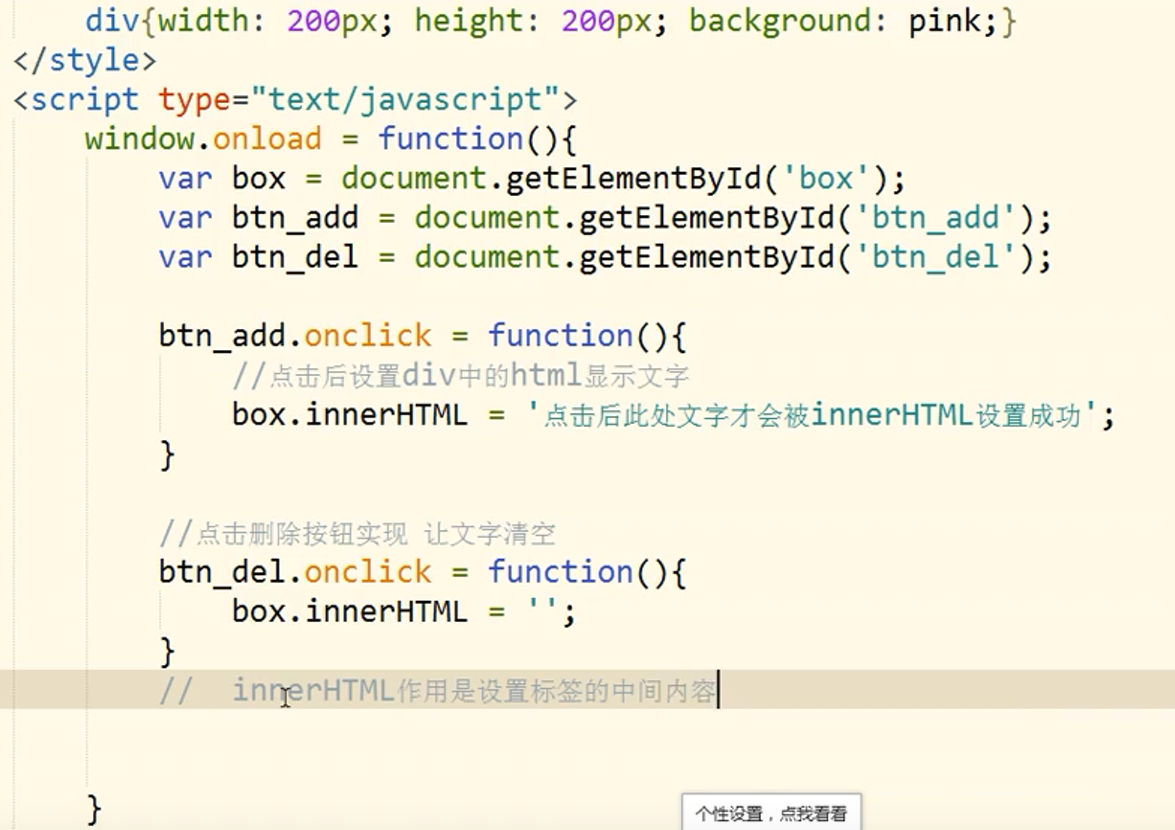 div{width: 200px; height: 200px; background: pink;}
</style>
<script type="text/javascript">
window.onload = function(){
var box = document.getElementById('box');
var btn_add = document.getElementById('btn_add');
var btn_del = document.getElementById('btn_del');
btn_add.onclick = function(){
//点击后设置div中的html显示文字
box.innerHTML = '点击后此处文字才会被innerHTML设置成功';
}
//点击删除按钮实现 让文字清空
btn_del.onclick = function(){
box.innerHTML = '';
}
//  innerHTML作用是设置标签的中间内容
}
个性设置，点我看看